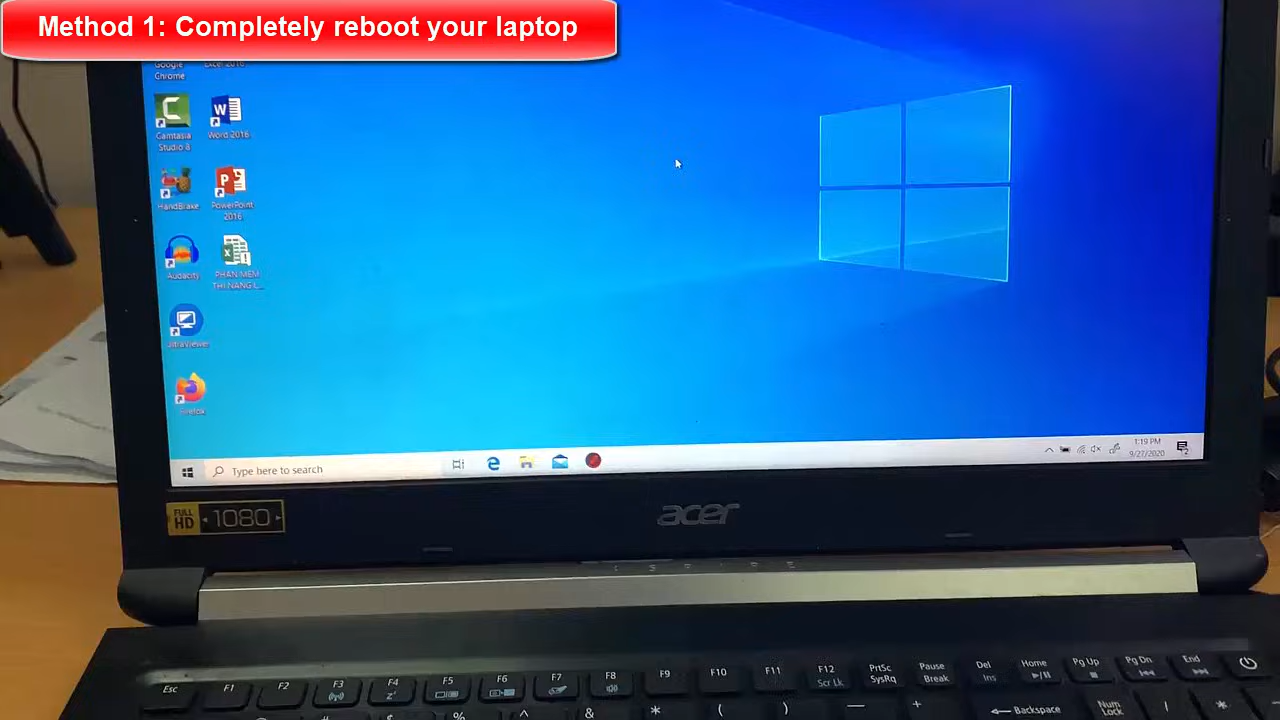 Method 1: Completely reboot your laptop
Google
Chrome
Excel 2016
Camtasia
Studio 8
Word 2016
HandBrake
PowerPoint
2016
Audacity
PHAN MEM
THI NANG L...
UltraViewer
Firefox
Type here to search
1:19 PM
9/27/2020
FULL
HD
1080
acer
Esc
F1
F2
F3
F4
F5
F6
F7
F8
F9
F10
F11
F12
Scr Lk
PrtSc
SysRq
Pause
Break
Del
Ins
Home
Pg Up
Pg Dn
End
%
^
&
*
(
)
—
+
Backspace
Num
Lock
/
*
-